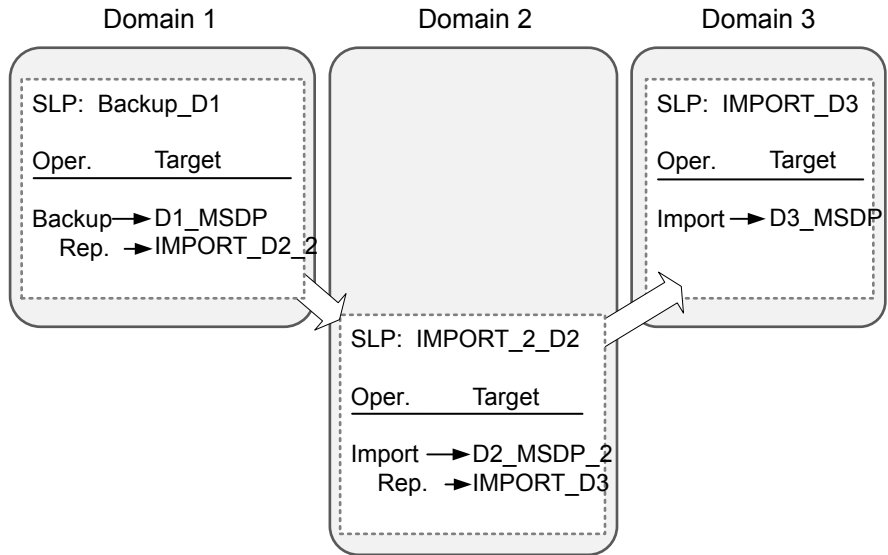 Domain 1
SLP: Backup_D1
Oper. Target
Backup D1_MSDP
Rep. IMPORT_D2_2
Domain 2
SLP: IMPORT_2_D2
Oper. Target
Import D2_MSDP_2
Rep. IMPORT_D3
Domain 3
SLP: IMPORT_D3
Oper. Target
Import D3_MSDP